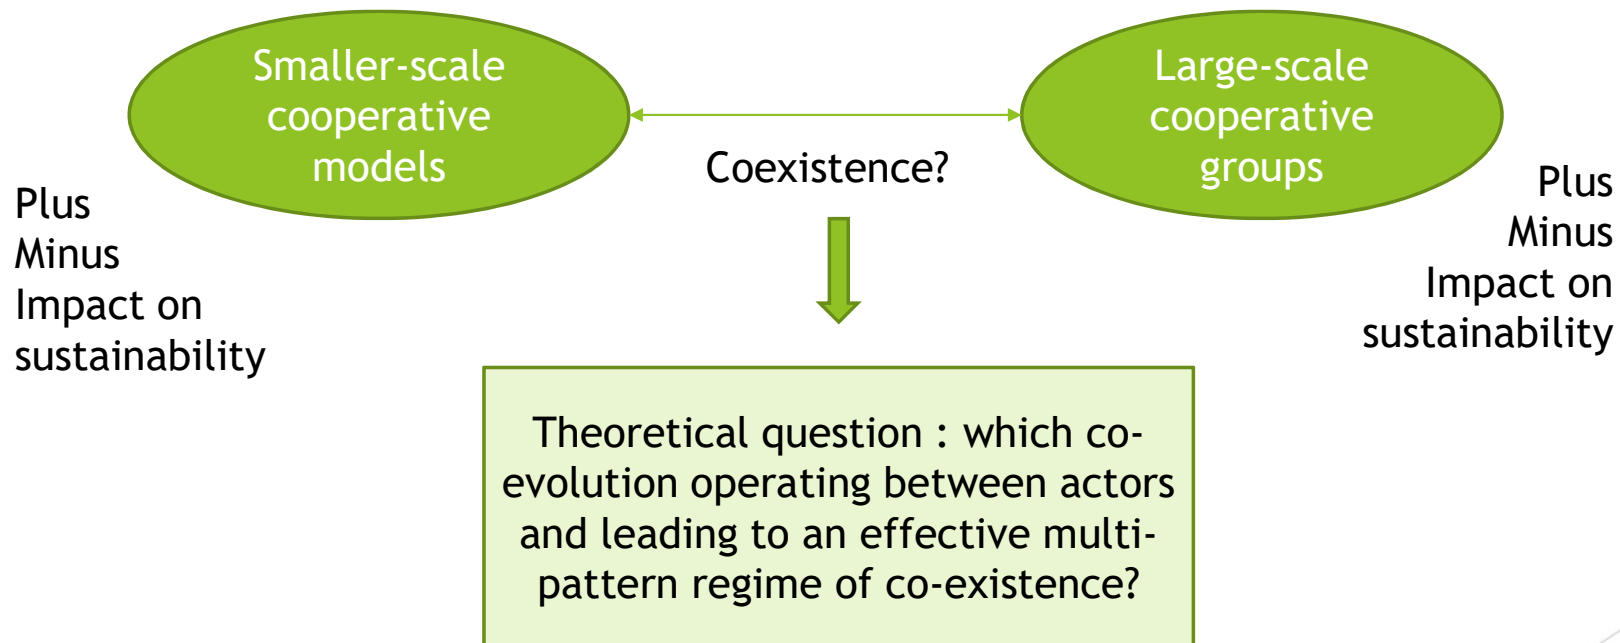 Smaller-scale
cooperative
models
Large-scale
cooperative
groups
Coexistence?
Plus
Minus
Impact on
sustainability
Plus
Minus
Impact on
sustainability
Theoretical question : which co-
evolution operating between actors
and leading to an effective multi-
pattern regime of co-existence?